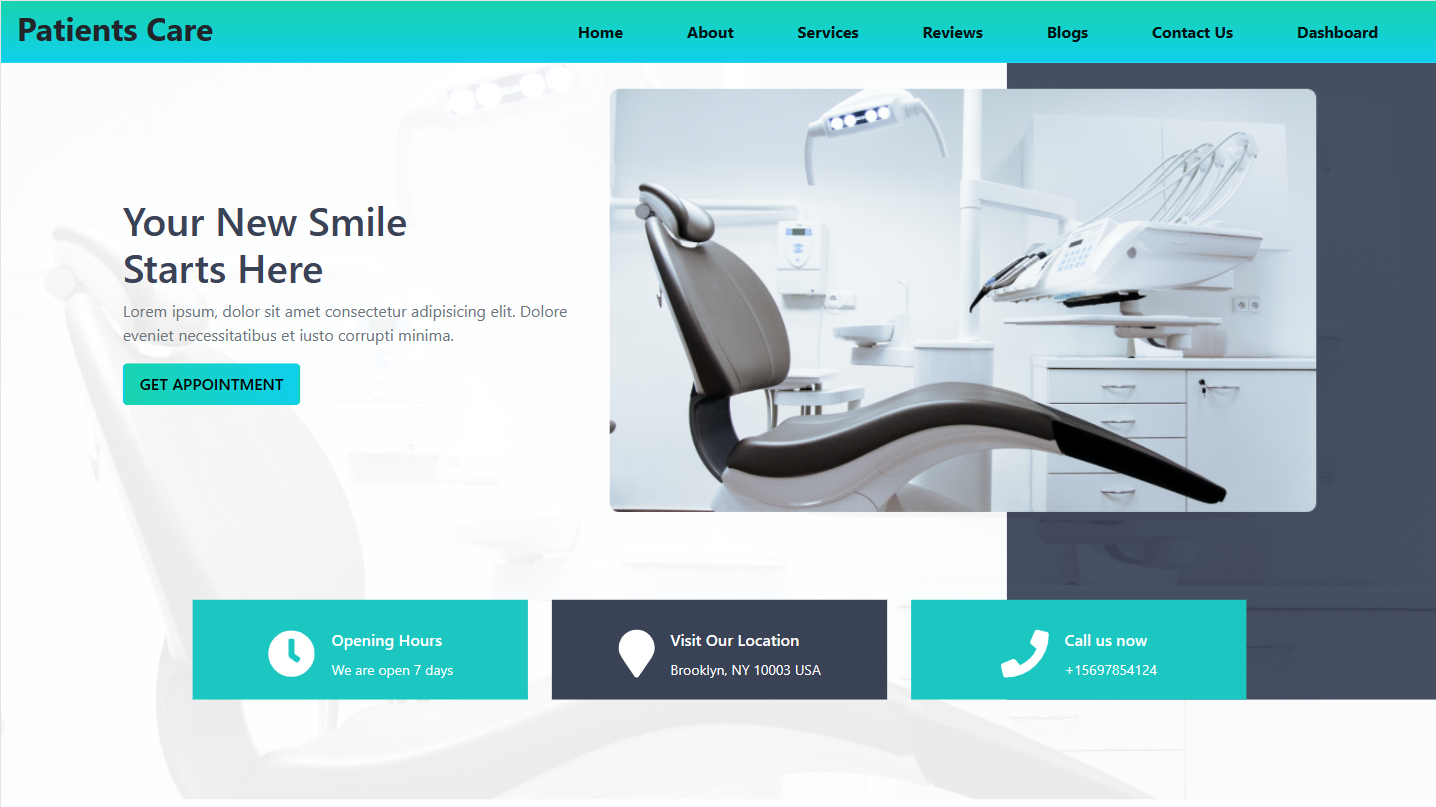 Patients Care
Home About Services Reviews Blogs Contact Us Dashboard
Your New Smile
Starts Here
Lorem ipsum, dolor sit amet consectetur adipisicing elit. Dolore
eveniet necessitatibus et iusto corrupti minima.
GET APPOINTMENT
Opening Hours
We are open 7 days
Visit Our Location
Brooklyn, NY 10003 USA
Call us now
+15697854124